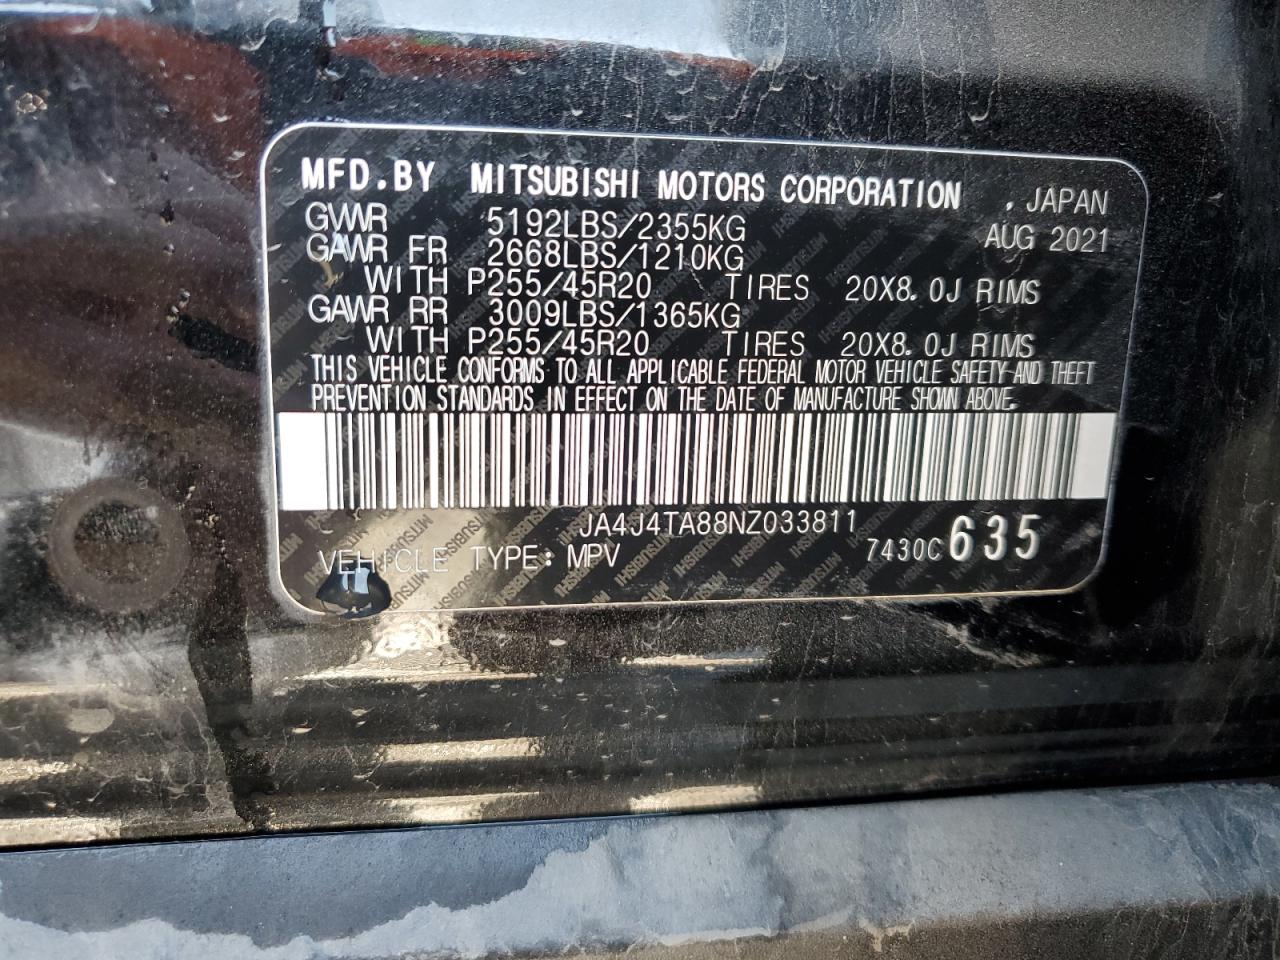 MFD.BY MITSUBISHI MOTORS CORPORATION . JAPAN
GVWR 5192LBS/2355KG AUG 2021
GAWR FR 2668LBS/1210KG
WITH P255/45R20 TIRES 20X8.0J RIMS
GAWR RR 3009LBS/1365KG
WITH P255/45R20 TIRES 20X8.0J RIMS
THIS VEHICLE CONFORMS TO ALL APPLICABLE FEDERAL MOTOR VEHICLE SAFETY AND THEFT
PREVENTION STANDARDS IN EFFECT ON THE DATE OF MANUFACTURE SHOWN ABOVE.
JA4J4TA88NZ033811
VEHICLE TYPE: MPV 7430C 635